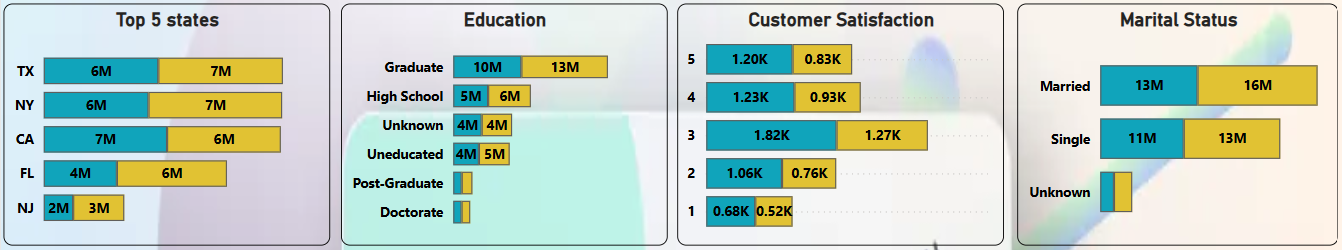 Top 5 states
TX 6M 7M
NY 6M 7M
CA 7M 6M
FL 4M 6M
NJ 2M 3M
Education
Graduate 10M 13M
High School 5M 6M
Unknown 4M 4M
Uneducated 4M 5M
Post-Graduate
Doctorate
Customer Satisfaction
5 1.20K 0.83K
4 1.23K 0.93K
3 1.82K 1.27K
2 1.06K 0.76K
1 0.68K 0.52K
Marital Status
Married 13M 16M
Single 11M 13M
Unknown